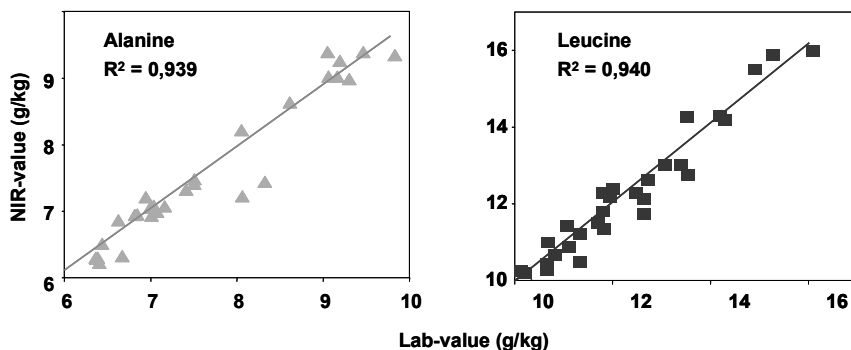 Alanine
R² = 0,939
Leucine
R² = 0,940
NIR-value (g/kg)
9
8
7
6
16
14
12
10
6 7 8 9 10
10 12 14 16
Lab-value (g/kg)